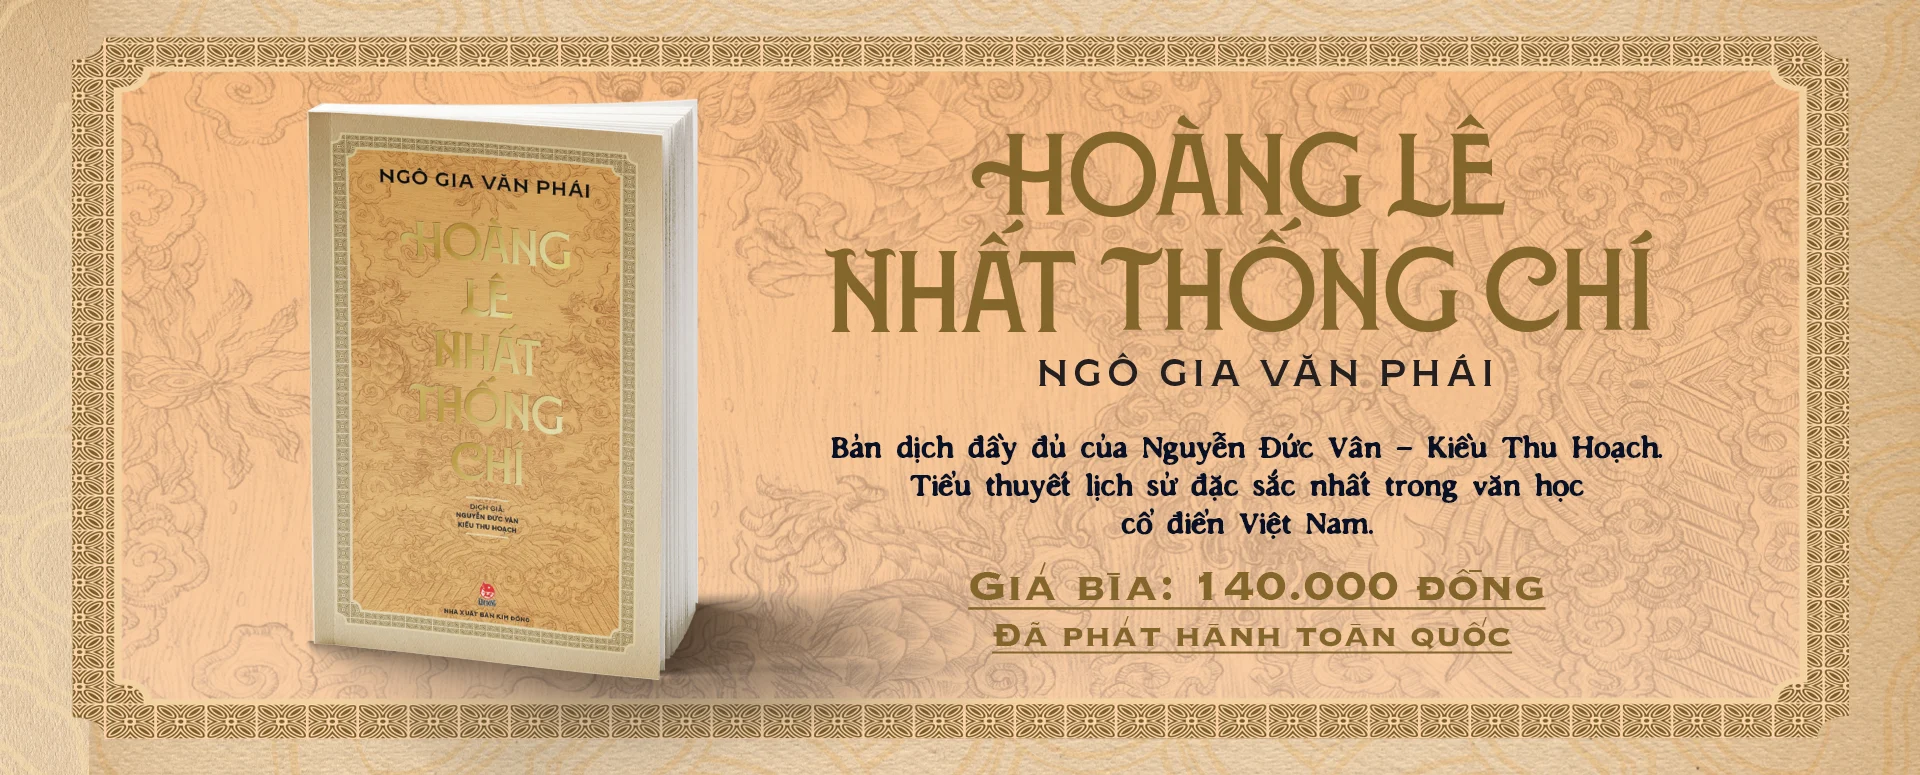 NGÔ GIA VĂN PHÁI
HOÀNG
LÊ
NHẤT
THỐNG
CHÍ
DỊCH GIẢ:
NGUYỄN ĐỨC VÂN
KIỀU THU HOẠCH
NHÀ XUẤT BẢN KIM ĐỒNG
HOÀNG LÊ
NHẤT THỐNG CHÍ
NGÔ GIA VĂN PHÁI
Bản dịch đầy đủ của Nguyễn Đức Vân – Kiều Thu Hoạch.
Tiểu thuyết lịch sử đặc sắc nhất trong văn học
cổ điển Việt Nam.
GIÁ BÌA: 140.000 ĐỒNG
ĐÃ PHÁT HÀNH TOÀN QUỐC